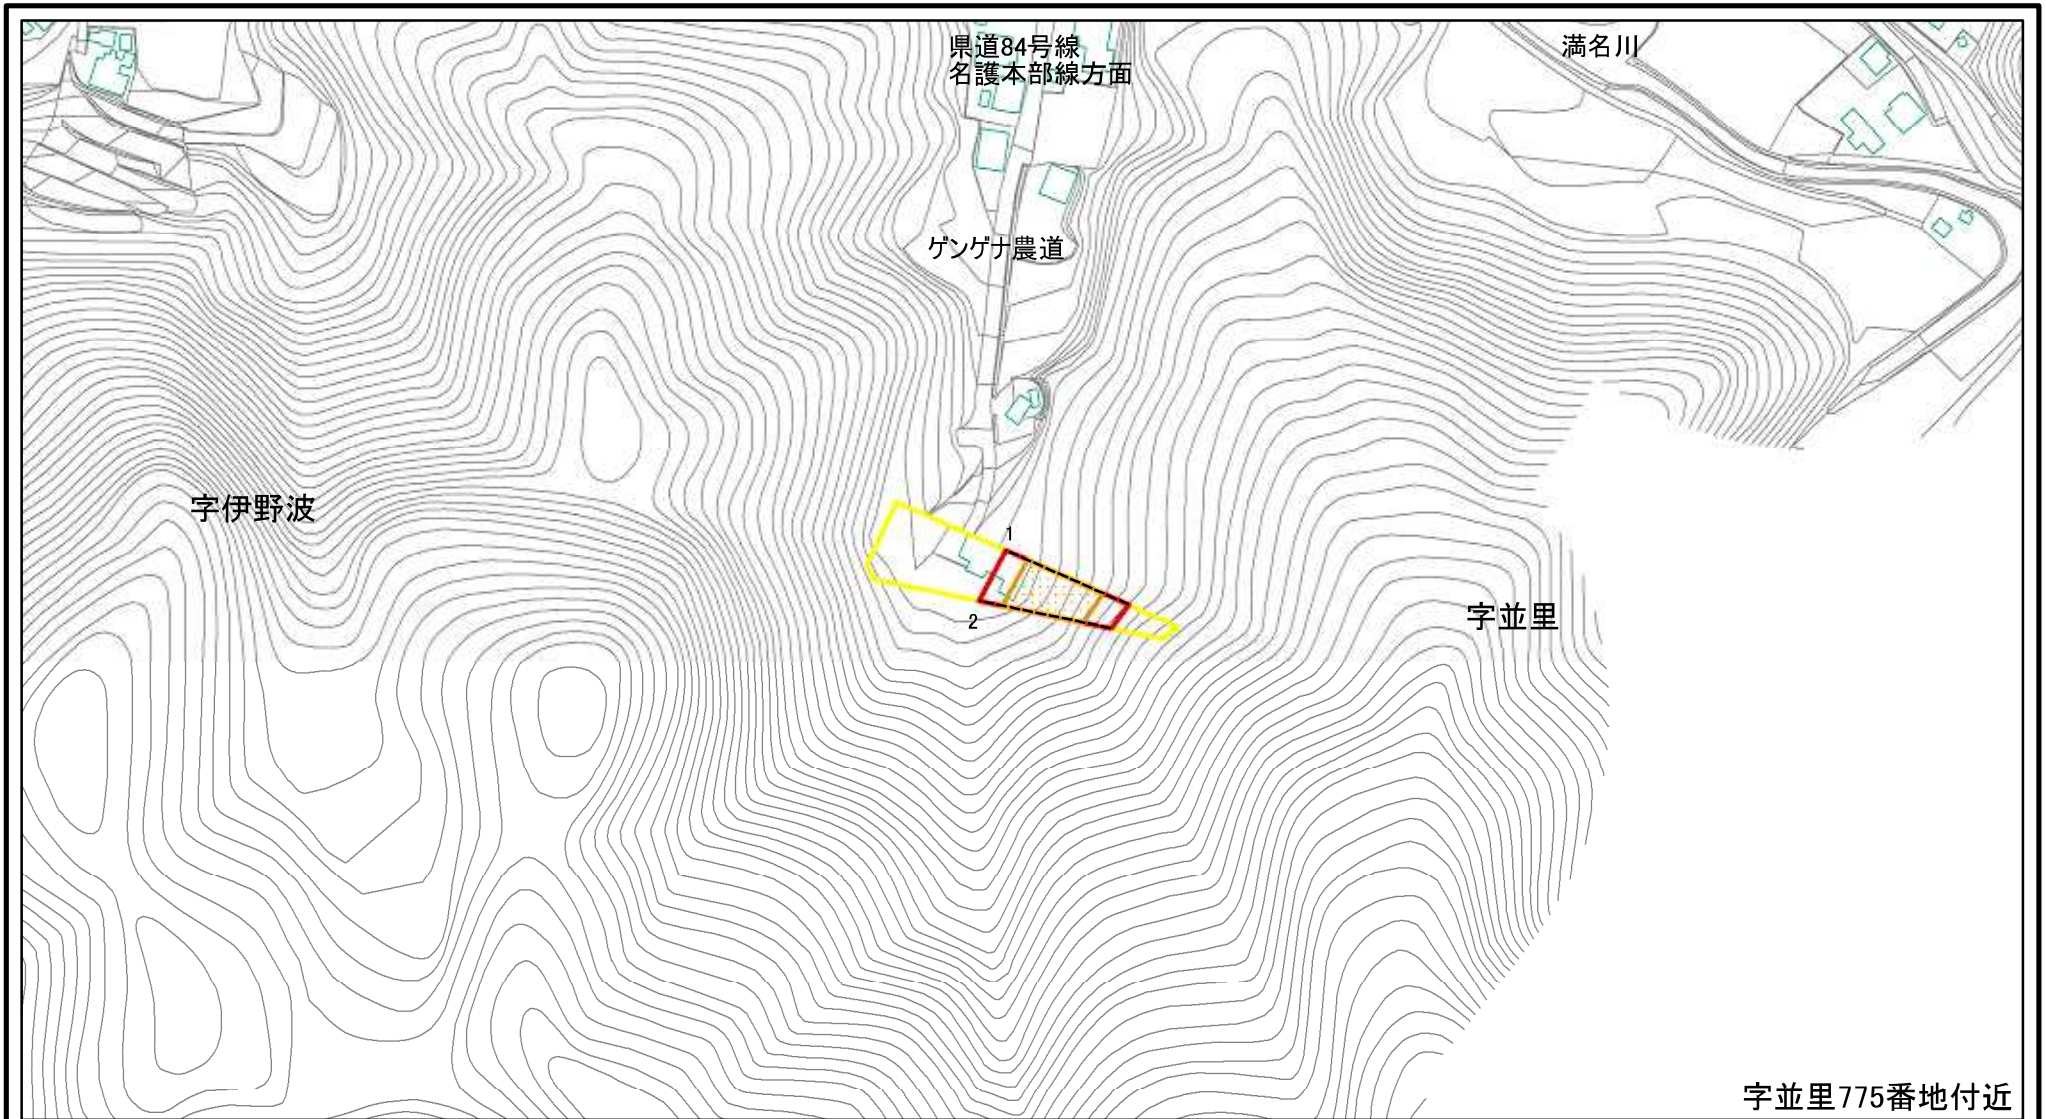 県道84号線
名護本部線方面
満名川
ゲンゲナ農道
字伊野波
1
2
字並里
字並里775番地付近